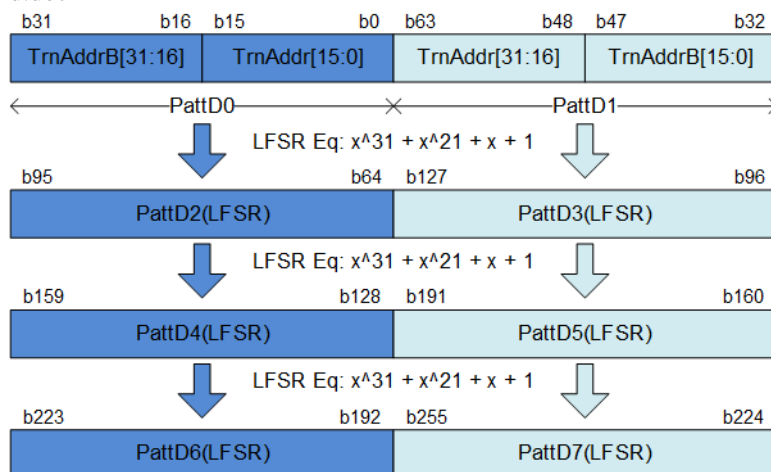 b31 b16 b15 b0 b63 b48 b47 b32
TrnAddrB[31:16] TrnAddr[15:0] TrnAddr[31:16] TrnAddrB[15:0]
PattD0 PattD1
LFSR Eq: x^31 + x^21 + x + 1
b95 b64 b127 b96
PattD2(LFSR) PattD3(LFSR)
LFSR Eq: x^31 + x^21 + x + 1
b159 b128 b191 b160
PattD4(LFSR) PattD5(LFSR)
LFSR Eq: x^31 + x^21 + x + 1
b223 b192 b255 b224
PattD6(LFSR) PattD7(LFSR)